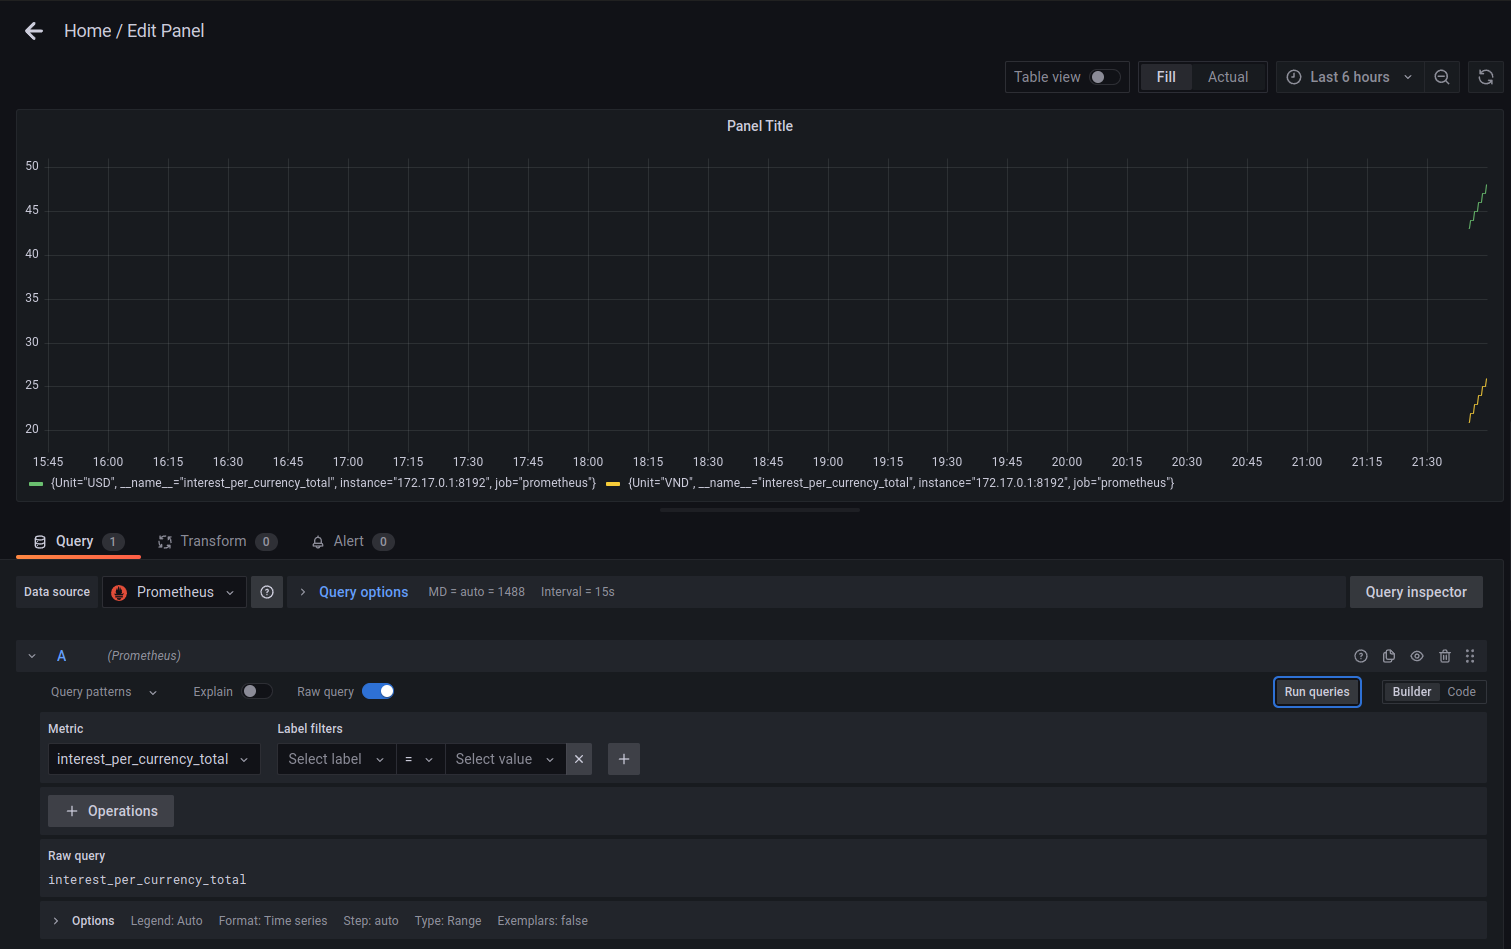 Home / Edit Panel
Table view Fill Actual Last 6 hours
Panel Title
50
45
40
35
30
25
20
15:45 16:00 16:15 16:30 16:45 17:00 17:15 17:30 17:45 18:00 18:15 18:30 18:45 19:00 19:15 19:30 19:45 20:00 20:15 20:30 20:45 21:00 21:15 21:30
{Unit="USD", __name__="interest_per_currency_total", instance="172.17.0.1:8192", job="prometheus"} {Unit="VND", __name__="interest_per_currency_total", instance="172.17.0.1:8192", job="prometheus"}
Query 1 Transform 0 Alert 0
Data source Prometheus Query options MD = auto = 1488 Interval = 15s Query inspector
A (Prometheus)
Query patterns Explain Raw query Run queries Builder Code
Metric Label filters
interest_per_currency_total Select label = Select value
+ Operations
Raw query
interest_per_currency_total
Options Legend: Auto Format: Time series Step: auto Type: Range Exemplars: false